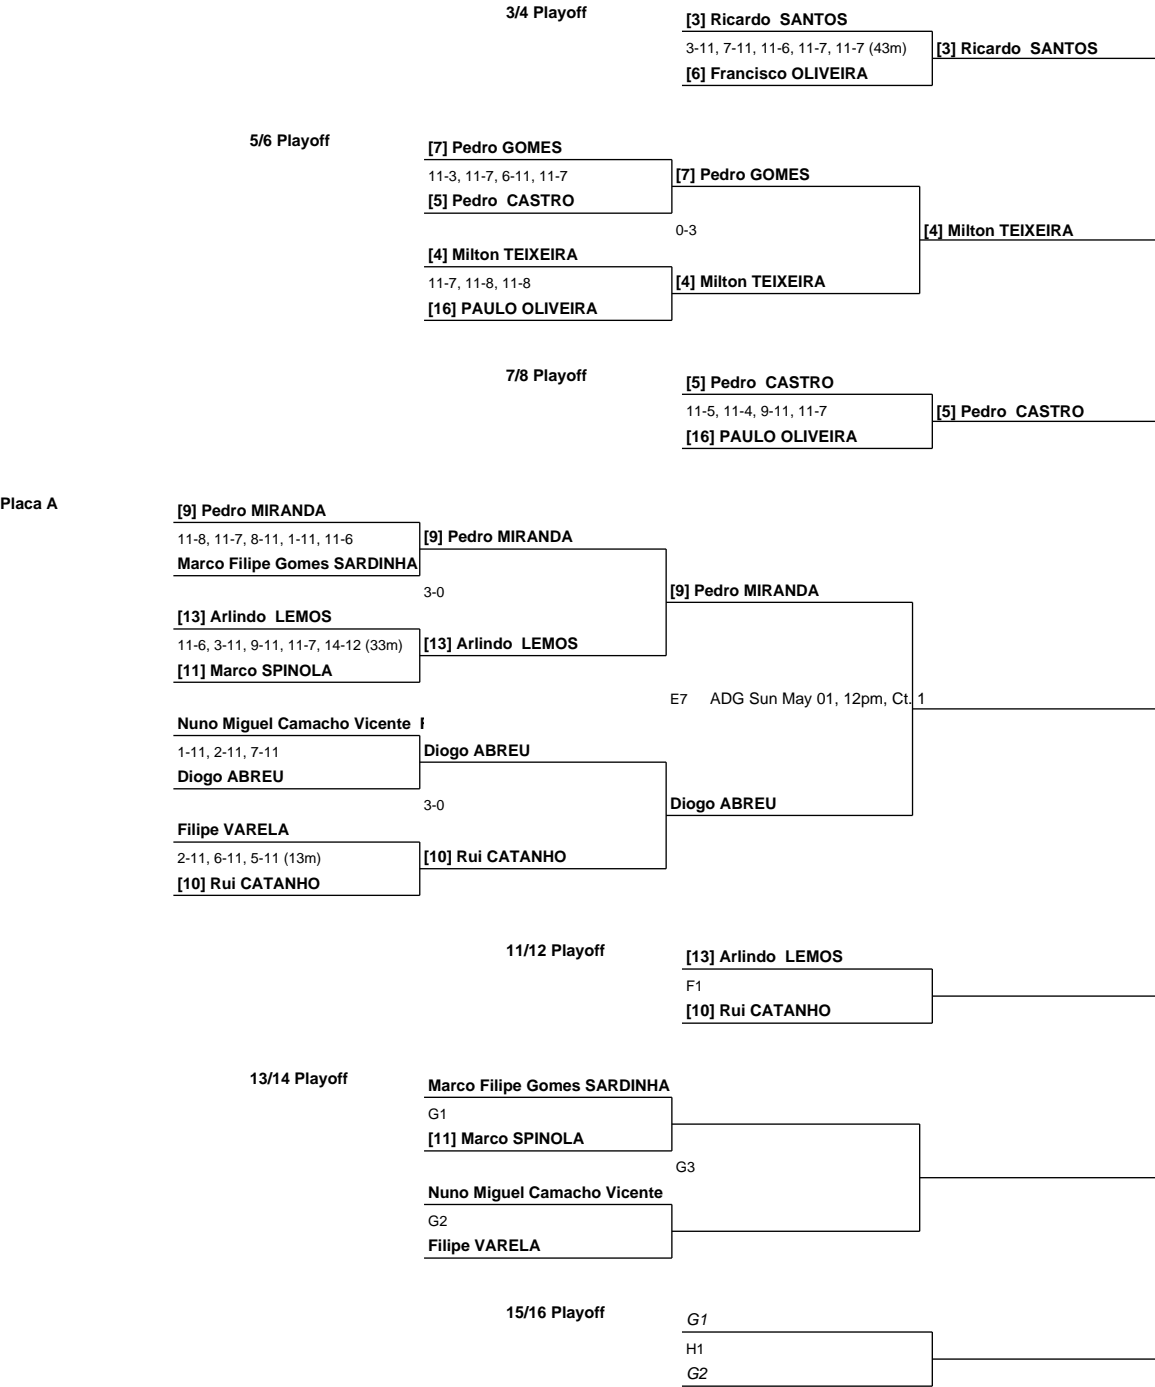 3/4 Playoff
[3] Ricardo SANTOS
3-11, 7-11, 11-6, 11-7, 11-7 (43m)
[3] Ricardo SANTOS
[6] Francisco OLIVEIRA
5/6 Playoff
[7] Pedro GOMES
11-3, 11-7, 6-11, 11-7
[7] Pedro GOMES
[5] Pedro CASTRO
0-3
[4] Milton TEIXEIRA
[4] Milton TEIXEIRA
11-7, 11-8, 11-8
[4] Milton TEIXEIRA
[16] PAULO OLIVEIRA
7/8 Playoff
[5] Pedro CASTRO
11-5, 11-4, 9-11, 11-7
[5] Pedro CASTRO
[16] PAULO OLIVEIRA
Placa A
[9] Pedro MIRANDA
11-8, 11-7, 8-11, 1-11, 11-6
[9] Pedro MIRANDA
Marco Filipe Gomes SARDINHA
3-0
[9] Pedro MIRANDA
[13] Arlindo LEMOS
11-6, 3-11, 9-11, 11-7, 14-12 (33m)
[13] Arlindo LEMOS
[11] Marco SPINOLA
E7 ADG Sun May 01, 12pm, Ct. 1
Nuno Miguel Camacho Vicente
1-11, 2-11, 7-11
Diogo ABREU
Diogo ABREU
3-0
Diogo ABREU
Filipe VARELA
2-11, 6-11, 5-11 (13m)
[10] Rui CATANHO
[10] Rui CATANHO
11/12 Playoff
[13] Arlindo LEMOS
F1
[10] Rui CATANHO
13/14 Playoff
Marco Filipe Gomes SARDINHA
G1
[11] Marco SPINOLA
G3
Nuno Miguel Camacho Vicente
G2
Filipe VARELA
15/16 Playoff
G1
H1
G2